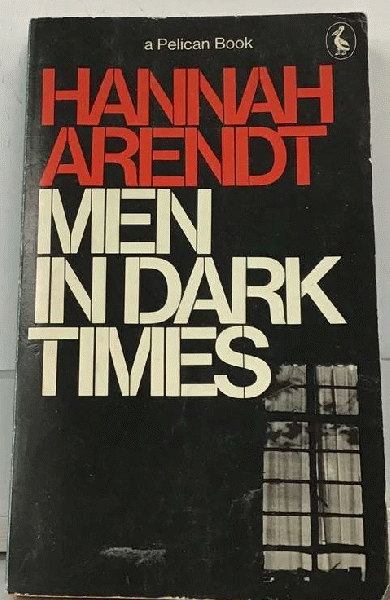 a Pelican Book
HANNAH
ARENDT
MEN
IN DARK
TIMES